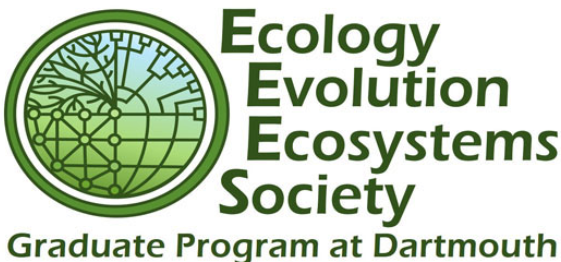 Ecology
Evolution
Ecosystems
Society
Graduate Program at Dartmouth